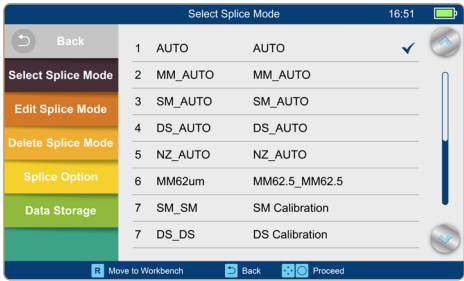 Select Splice Mode 16:51
Back
Select Splice Mode
Edit Splice Mode
Delete Splice Mode
Splice Option
Data Storage
1 AUTO AUTO
2 MM_AUTO MM_AUTO
3 SM_AUTO SM_AUTO
4 DS_AUTO DS_AUTO
5 NZ_AUTO NZ_AUTO
6 MM62um MM62.5_MM62.5
7 SM_SM SM Calibration
7 DS_DS DS Calibration
R Move to Workbench Back Proceed